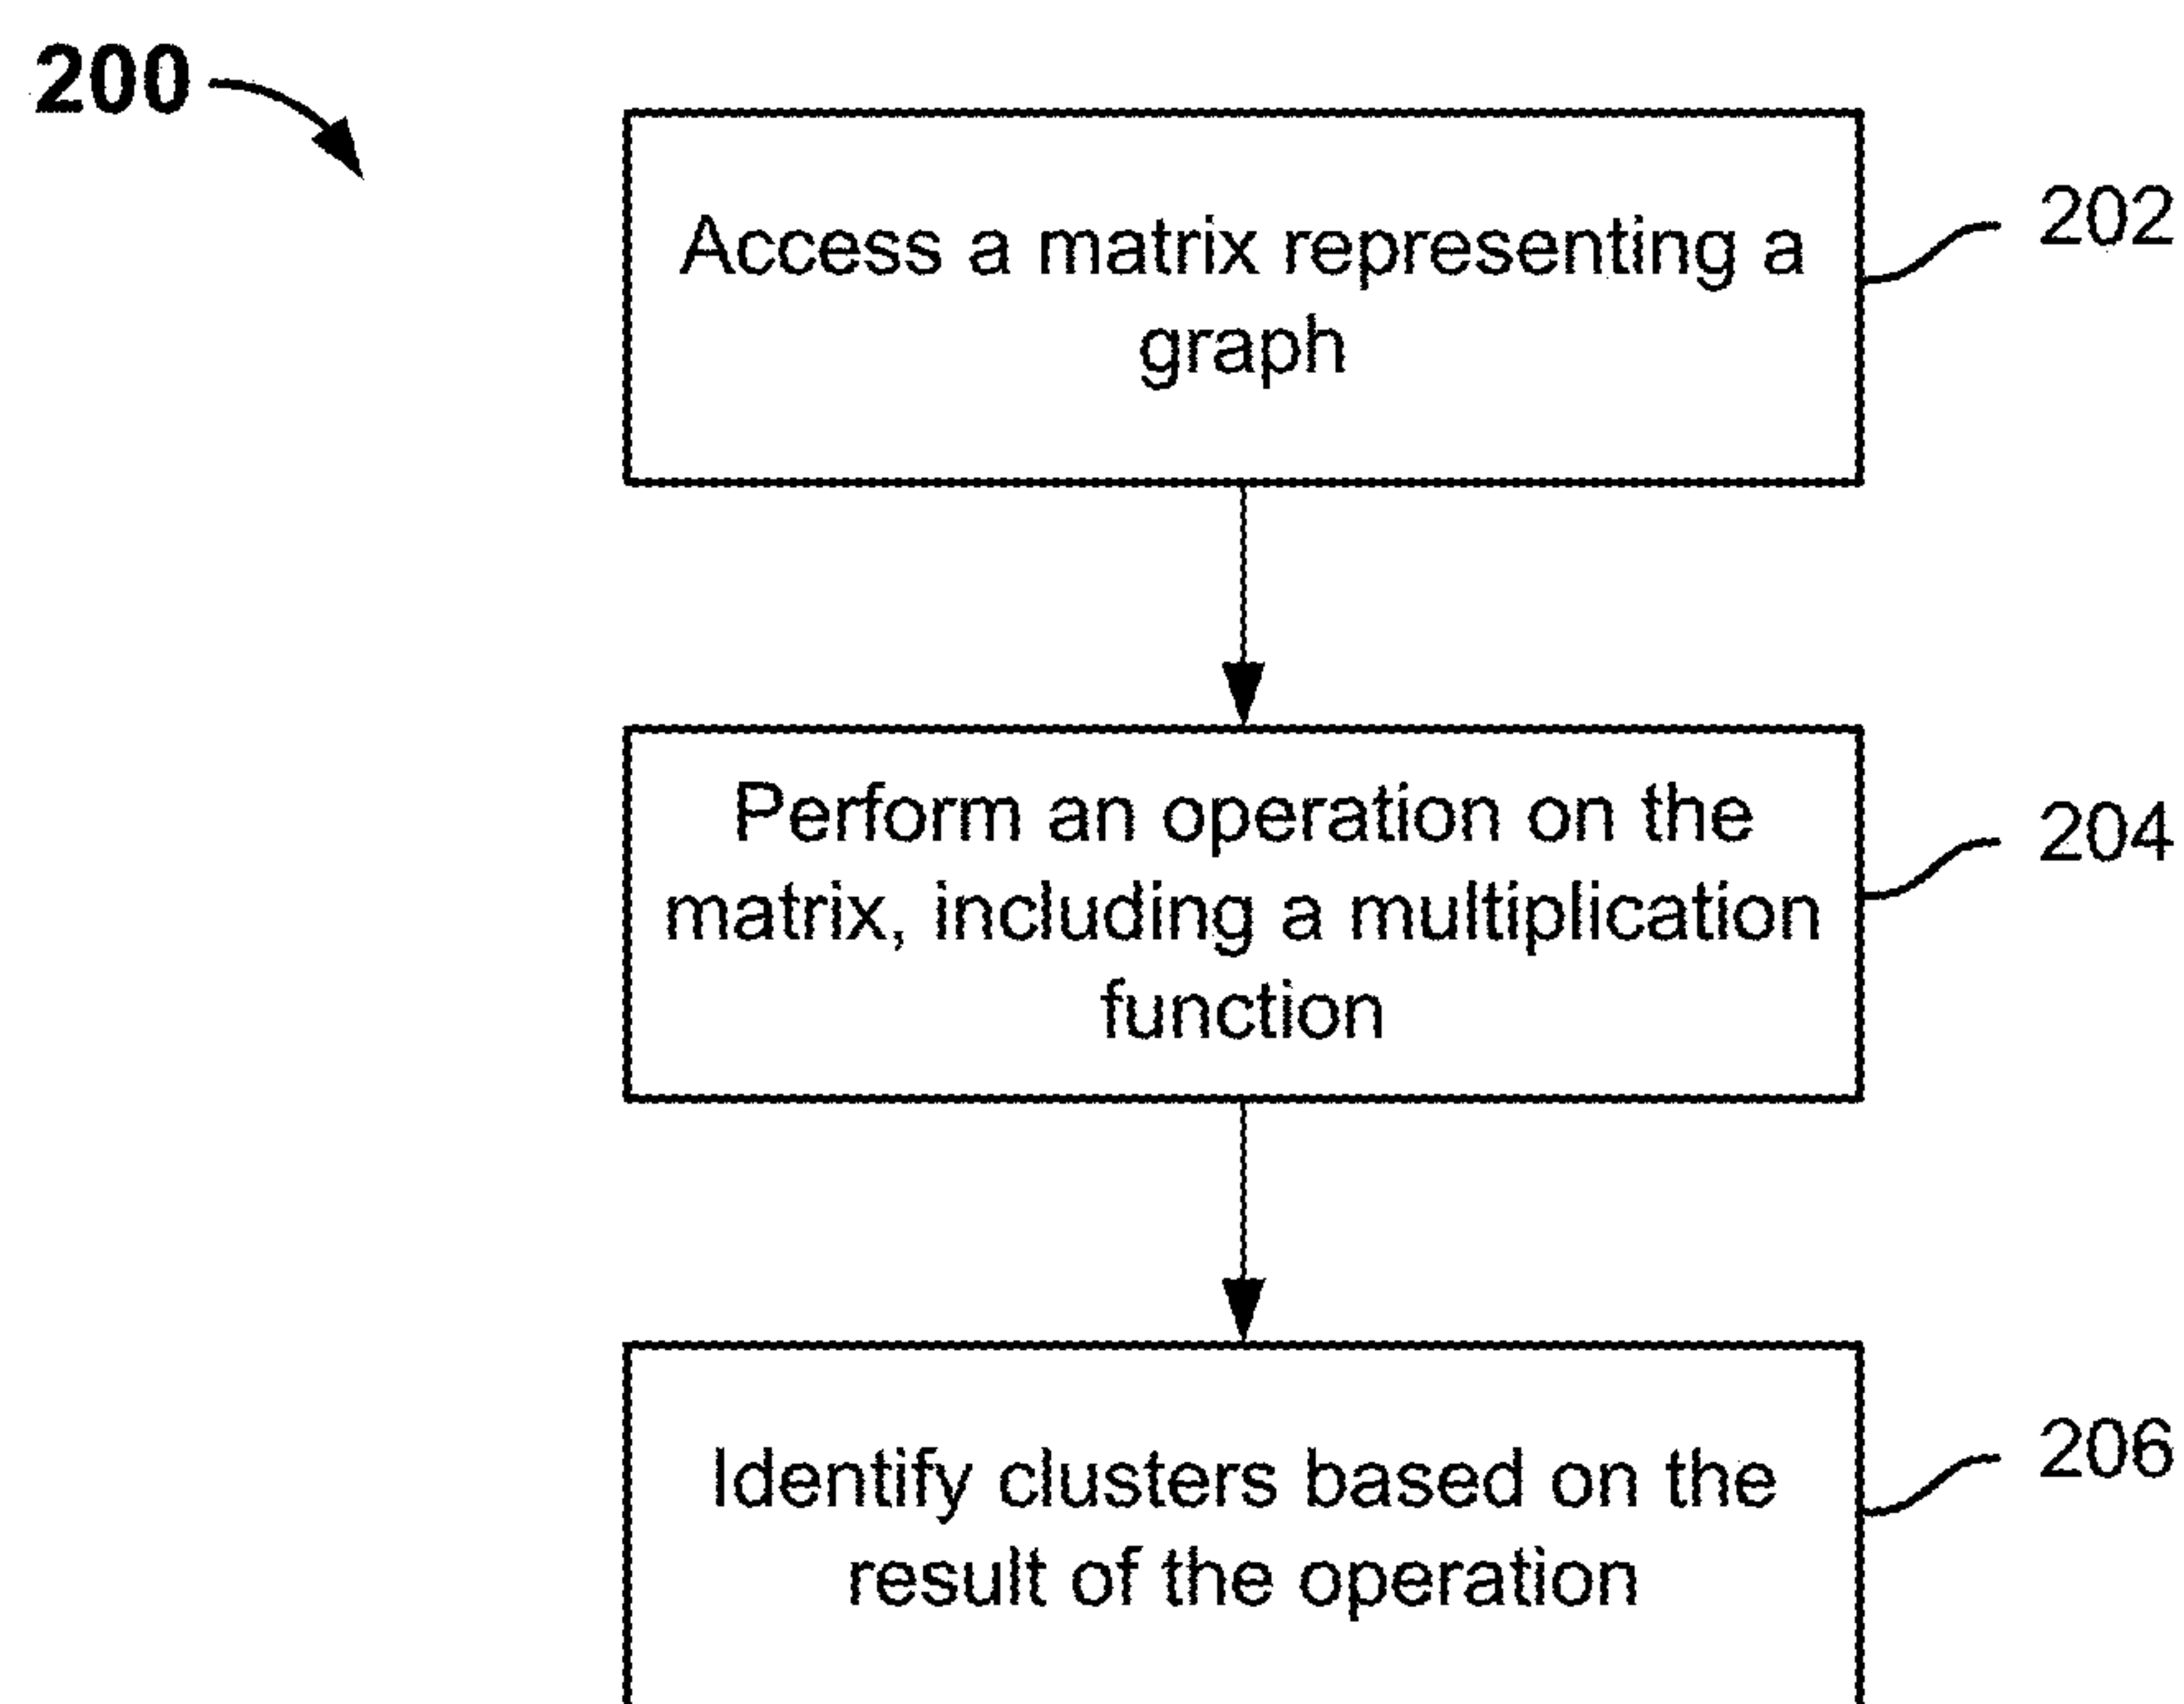 200
202
Access a matrix representing a
graph
204
Perform an operation on the
matrix, including a multiplication
function
206
Identify clusters based on the
result of the operation